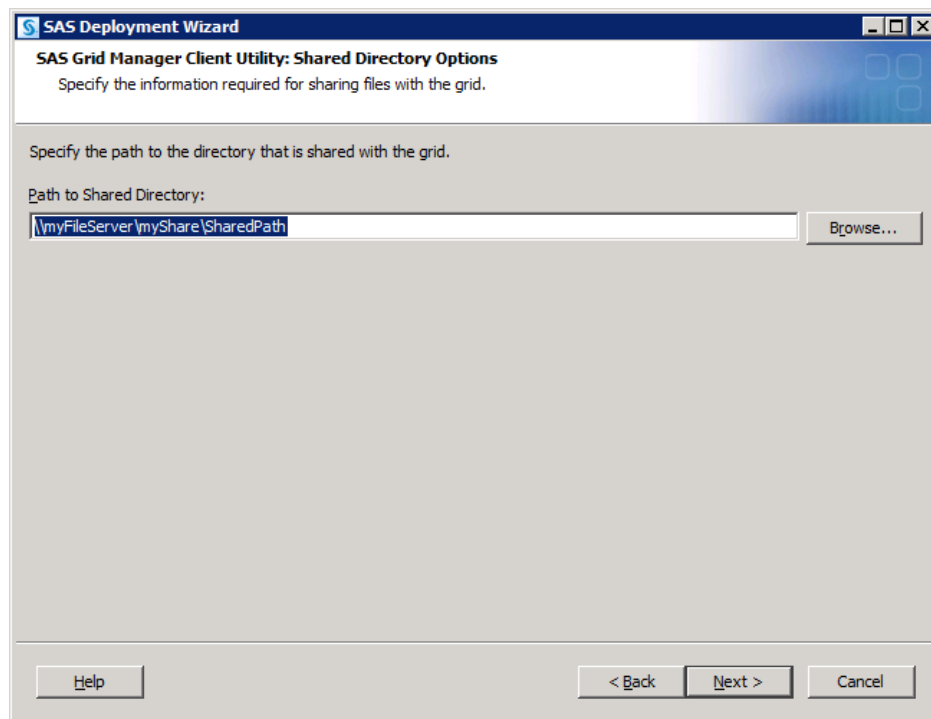 SAS Deployment Wizard
SAS Grid Manager Client Utility: Shared Directory Options
Specify the information required for sharing files with the grid.
Specify the path to the directory that is shared with the grid.
Path to Shared Directory:
\\myFileServer\myShare\SharedPath
Browse...
Help
< Back
Next >
Cancel